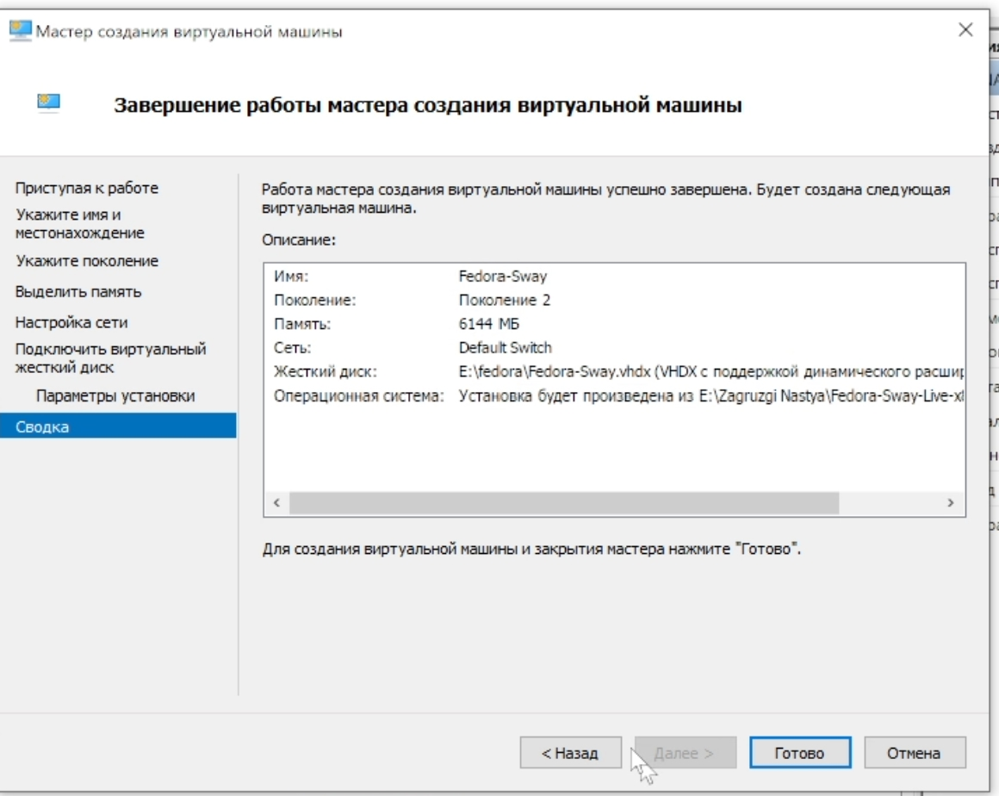 Мастер создания виртуальной машины
Завершение работы мастера создания виртуальной машины
Приступая к работе
Укажите имя и
местонахождение
Укажите поколение
Выделить память
Настройка сети
Подключить виртуальный
жесткий диск
Параметры установки
Сводка
Работа мастера создания виртуальной машины успешно завершена. Будет создана следующая
виртуальная машина.
Описание:
Имя: Fedora-Sway
Поколение: Поколение 2
Память: 6144 МБ
Сеть: Default Switch
Жесткий диск: E:\fedora\Fedora-Sway.vhdx (VHDX с поддержкой динамического расшир
Операционная система: Установка будет произведена из E:\Zagruzgi Nastya\Fedora-Sway-Live-x
Для создания виртуальной машины и закрытия мастера нажмите "Готово".
< Назад
Далее >
Готово
Отмена